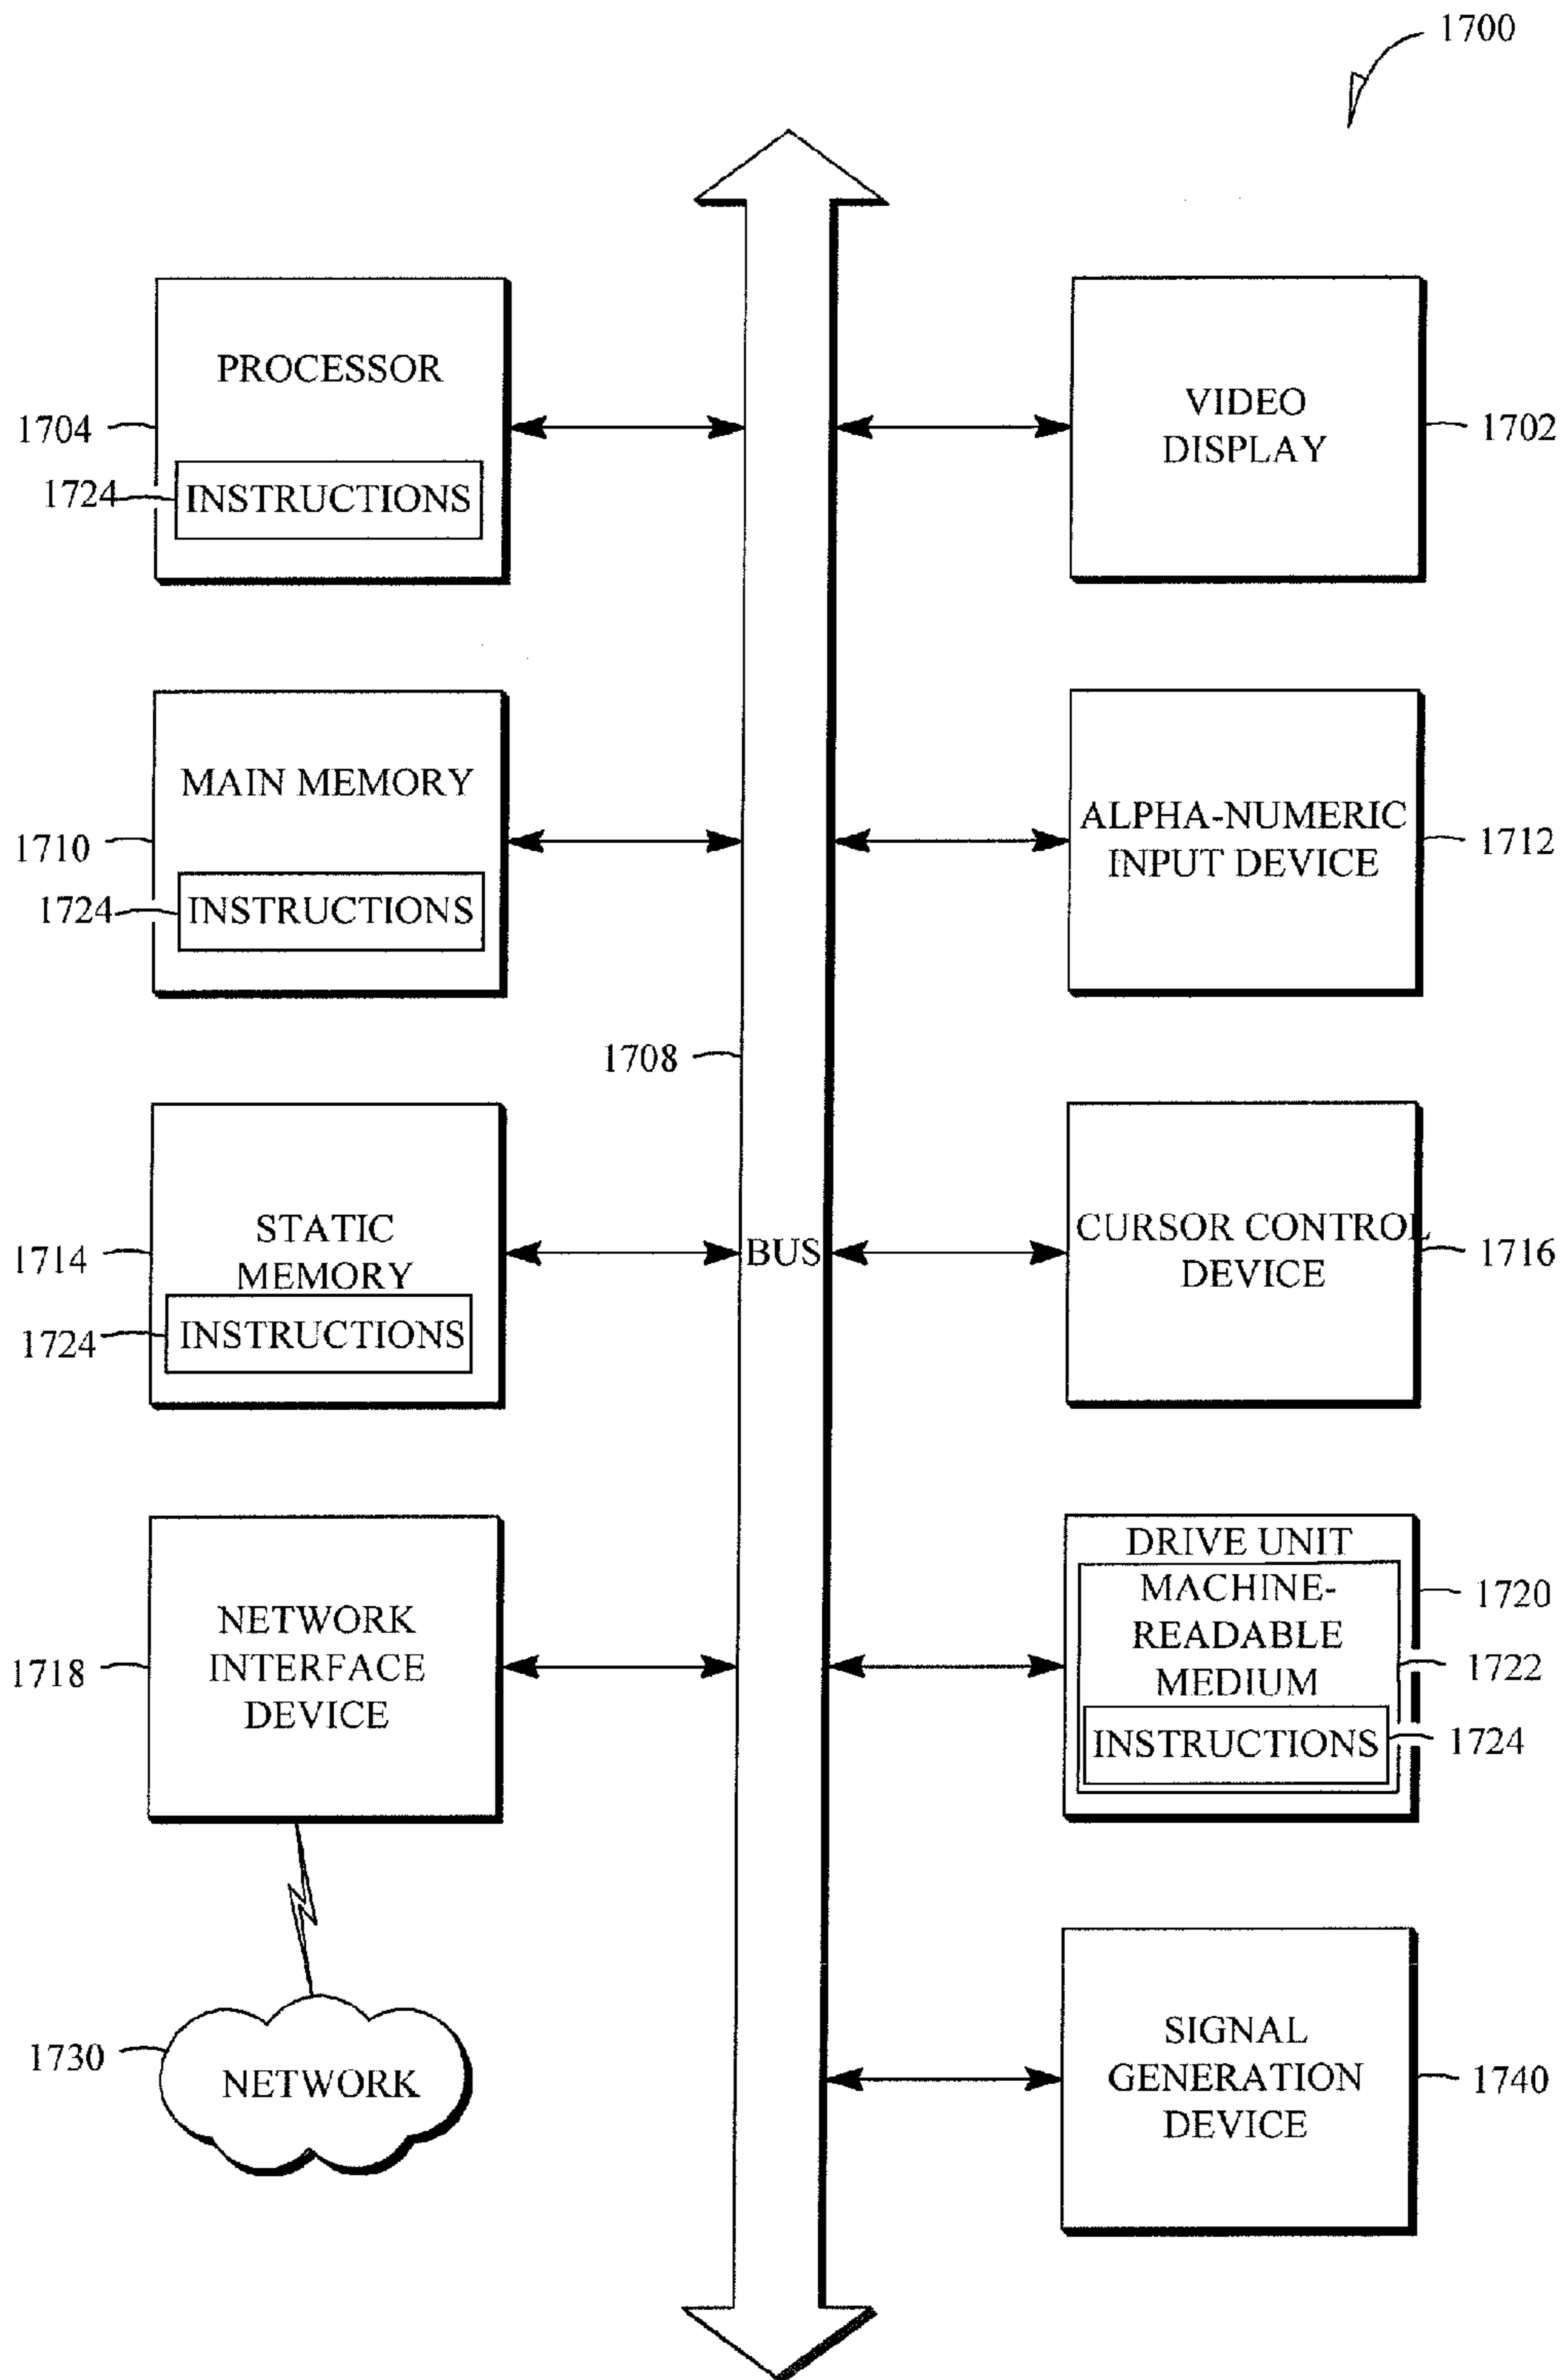 1700
PROCESSOR
1704
1724
INSTRUCTIONS
VIDEO
DISPLAY
1702
MAIN MEMORY
1710
1724
INSTRUCTIONS
ALPHA-NUMERIC
INPUT DEVICE
1712
1708
STATIC
MEMORY
1714
1724
INSTRUCTIONS
BUS
CURSOR CONTROL
DEVICE
1716
NETWORK
INTERFACE
DEVICE
1718
DRIVE UNIT
MACHINE-
READABLE
MEDIUM
1720
1722
INSTRUCTIONS
1724
1730
NETWORK
SIGNAL
GENERATION
DEVICE
1740